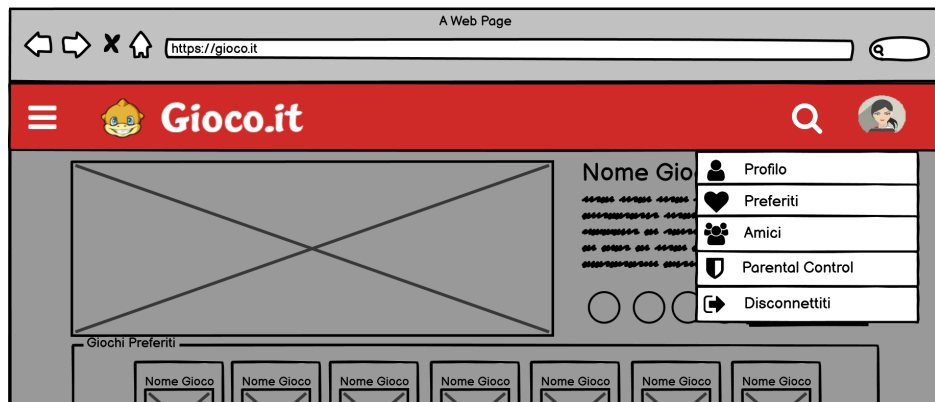 A Web Page
https://gioco.it
Gioco.it
Nome Gio
Profilo
Preferiti
Amici
Parental Control
Disconnettiti
Giochi Preferiti
Nome Gioco
Nome Gioco
Nome Gioco
Nome Gioco
Nome Gioco
Nome Gioco
Nome Gioco